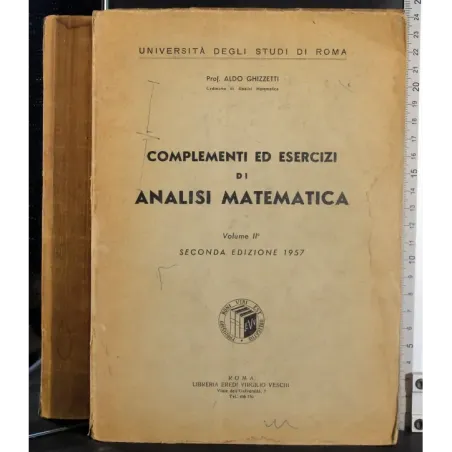 UNIVERSITÀ DEGLI STUDI DI ROMA
Prof. ALDO GHIZZETTI
COMPLEMENTI ED ESERCIZI
DI
ANALISI MATEMATICA
Volume II°
SECONDA EDIZIONE 1957
ROMA
LIBRERIA EREDI VIRGILIO VESCHI